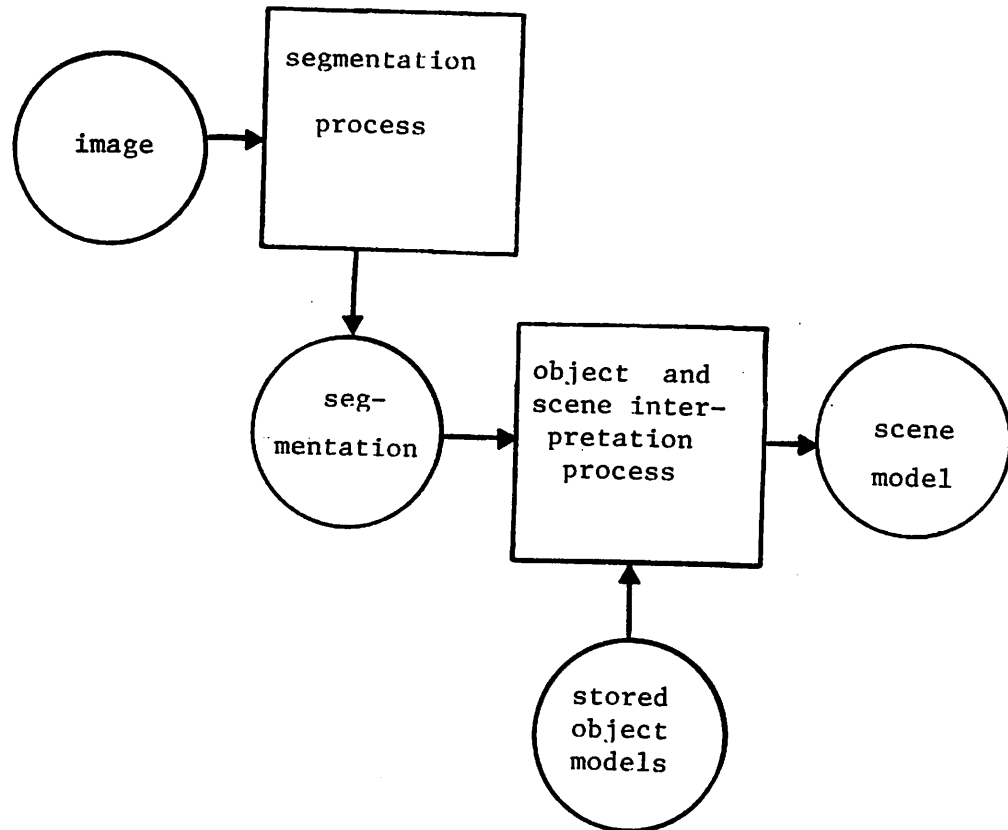 segmentation
process
image
seg-
mentation
object and
scene inter-
pretation
process
scene
model
stored
object
models